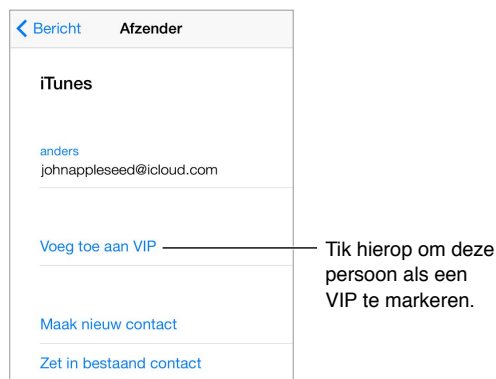 Bericht Afzender
iTunes
anders
johnappleseed@icloud.com
Voeg toe aan VIP
Tik hierop om deze
persoon als een
VIP te markeren.
Maak nieuw contact
Zet in bestaand contact